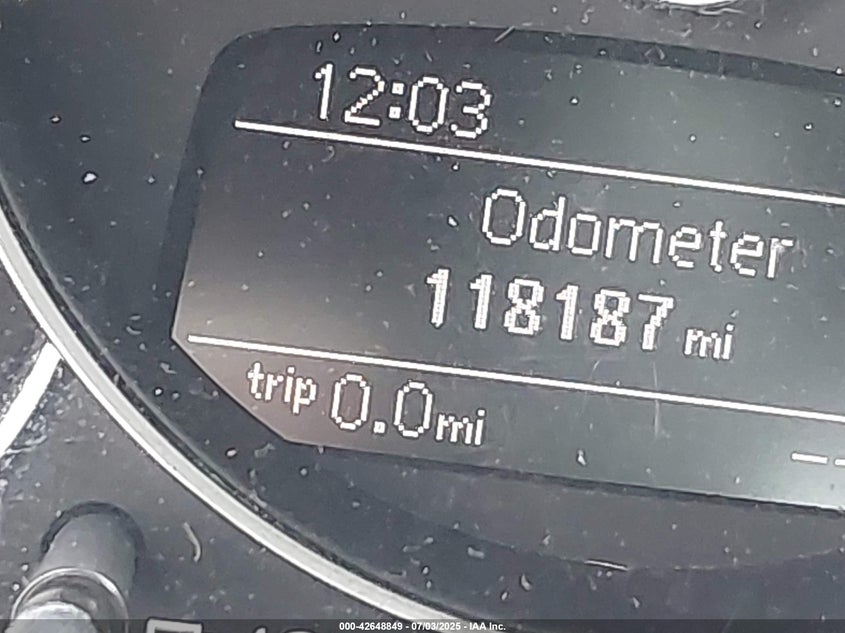 12:03
Odometer
118187 mi
trip 0.0mi
000-42648849 - 07/03/2025 - IAA Inc.